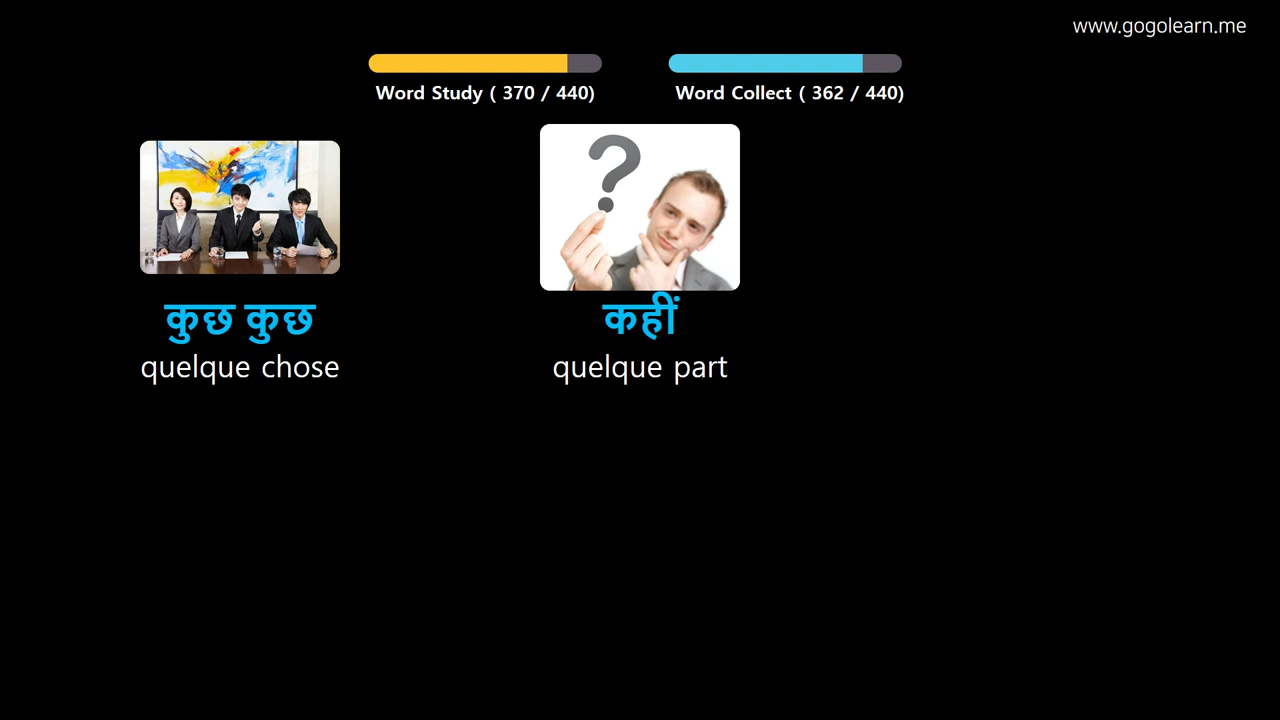 www.gogolearn.me
Word Study ( 370 / 440)
Word Collect ( 362 / 440)
कुछ कुछ
quelque chose
कहीं
quelque part